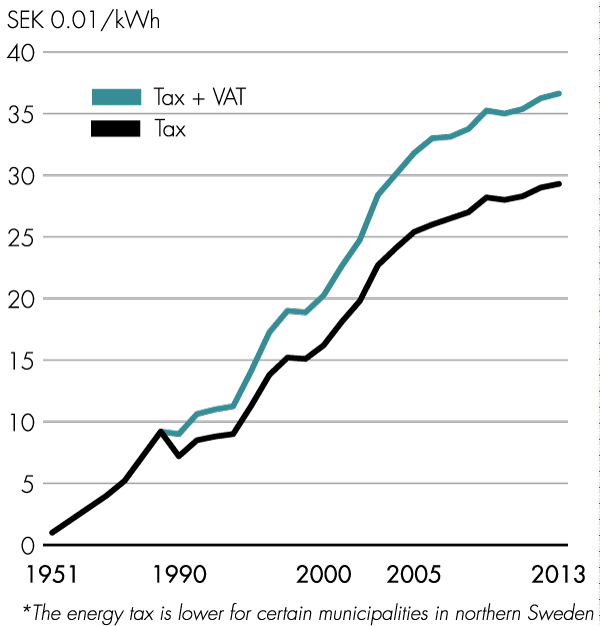 SEK 0.01/kWh
40
Tax + VAT
35
Tax
30
25
20
15
10
5
0
1951 1990 2000 2005 2013
*The energy tax is lower for certain municipalities in northern Sweden